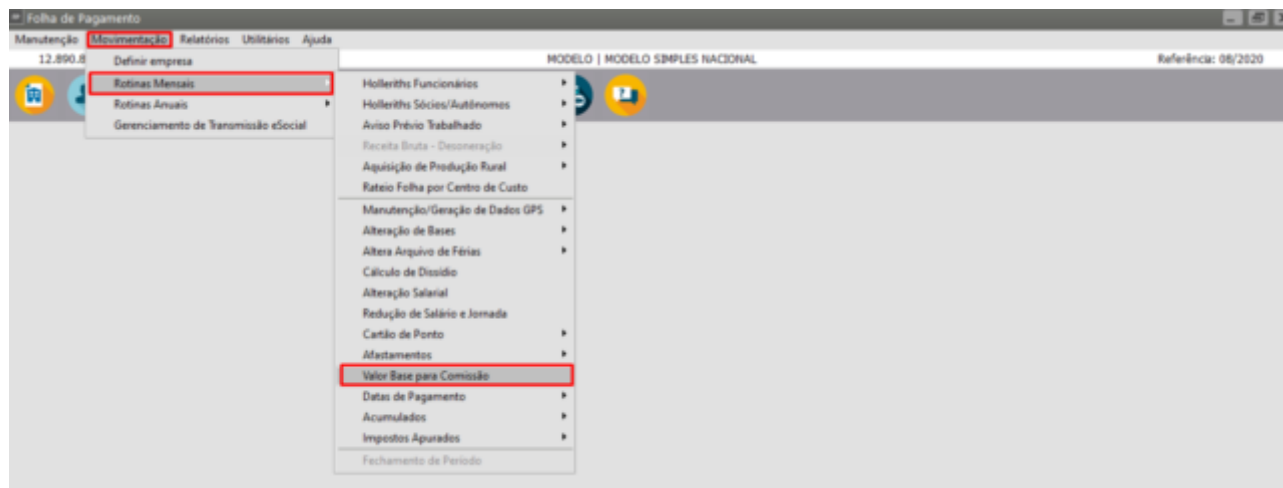 Folha de Pagamento
Manutenção Movimentação Relatórios Utilitários Ajuda
12.890.8 MODELO | MODELO SIMPLES NACIONAL Referência: 08/2020
Definir empresa
Rotinas Mensais
Rotinas Anuais
Gerenciamento de Transmissão eSocial
Holleriths Funcionários
Holleriths Sócios/Autônomos
Aviso Prévio Trabalhado
Receita Bruta - Desoneração
Aquisição de Produção Rural
Rateio Folha por Centro de Custo
Manutenção/Geração de Dados GPS
Alteração de Bases
Altera Arquivo de Férias
Cálculo de Dissídio
Alteração Salarial
Redução de Salário e Jornada
Cartão de Ponto
Afastamentos
Valor Base para Comissão
Datas de Pagamento
Acumulados
Impostos Apurados
Fechamento de Período